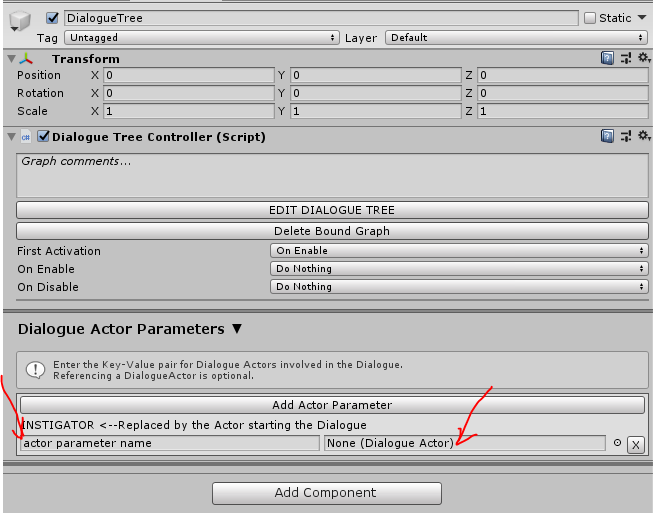 DialogueTree Static
Tag Untagged Layer Default
Transform
Position X 0 Y 0 Z 0
Rotation X 0 Y 0 Z 0
Scale X 1 Y 1 Z 1
c# Dialogue Tree Controller (Script)
Graph comments...
EDIT DIALOGUE TREE
Delete Bound Graph
First Activation On Enable
On Enable Do Nothing
On Disable Do Nothing
Dialogue Actor Parameters ▼
Enter the Key-Value pair for Dialogue Actors involved in the Dialogue.
Referencing a DialogueActor is optional.
Add Actor Parameter
INSTIGATOR <--Replaced by the Actor starting the Dialogue
actor parameter name None (Dialogue Actor) X
Add Component